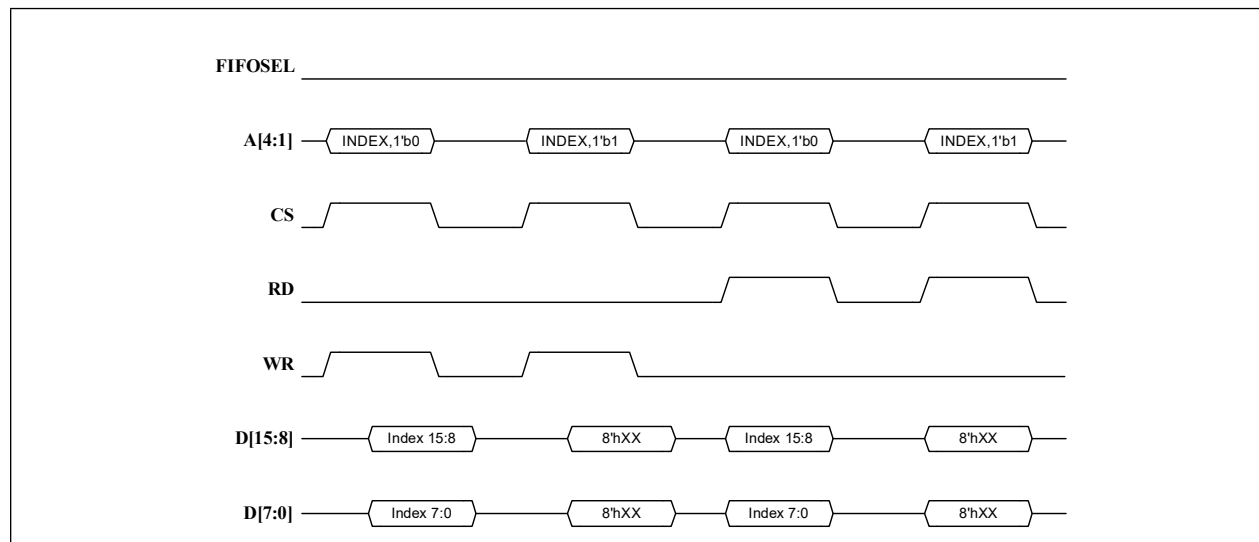 FIFOSEL
A[4:1] INDEX,1'b0 INDEX,1'b1 INDEX,1'b0 INDEX,1'b1
CS
RD
WR
D[15:8] Index 15:8 8'hXX Index 15:8 8'hXX
D[7:0] Index 7:0 8'hXX Index 7:0 8'hXX